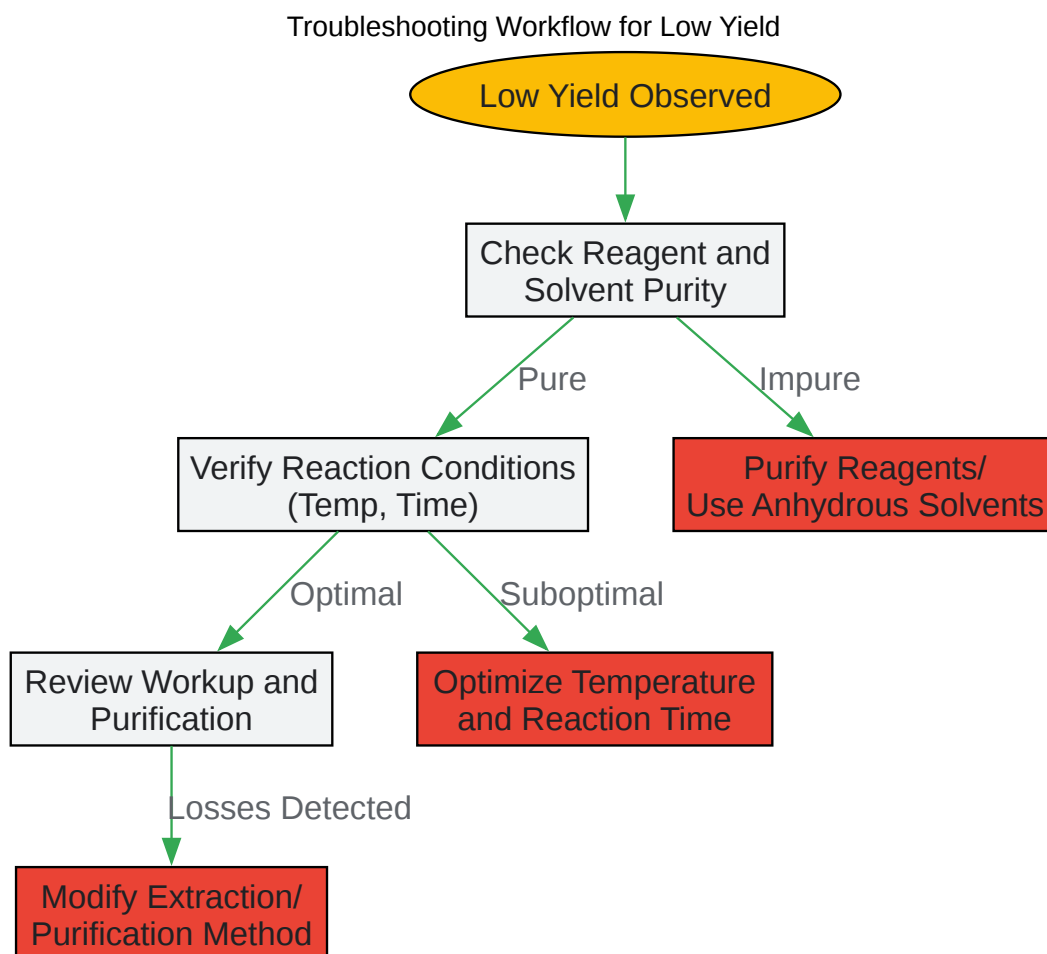 Troubleshooting Workflow for Low Yield
Low Yield Observed
Check Reagent and
Solvent Purity
Pure
Impure
Verify Reaction Conditions
(Temp, Time)
Purify Reagents/
Use Anhydrous Solvents
Optimal
Suboptimal
Review Workup and
Purification
Optimize Temperature
and Reaction Time
Losses Detected
Modify Extraction/
Purification Method